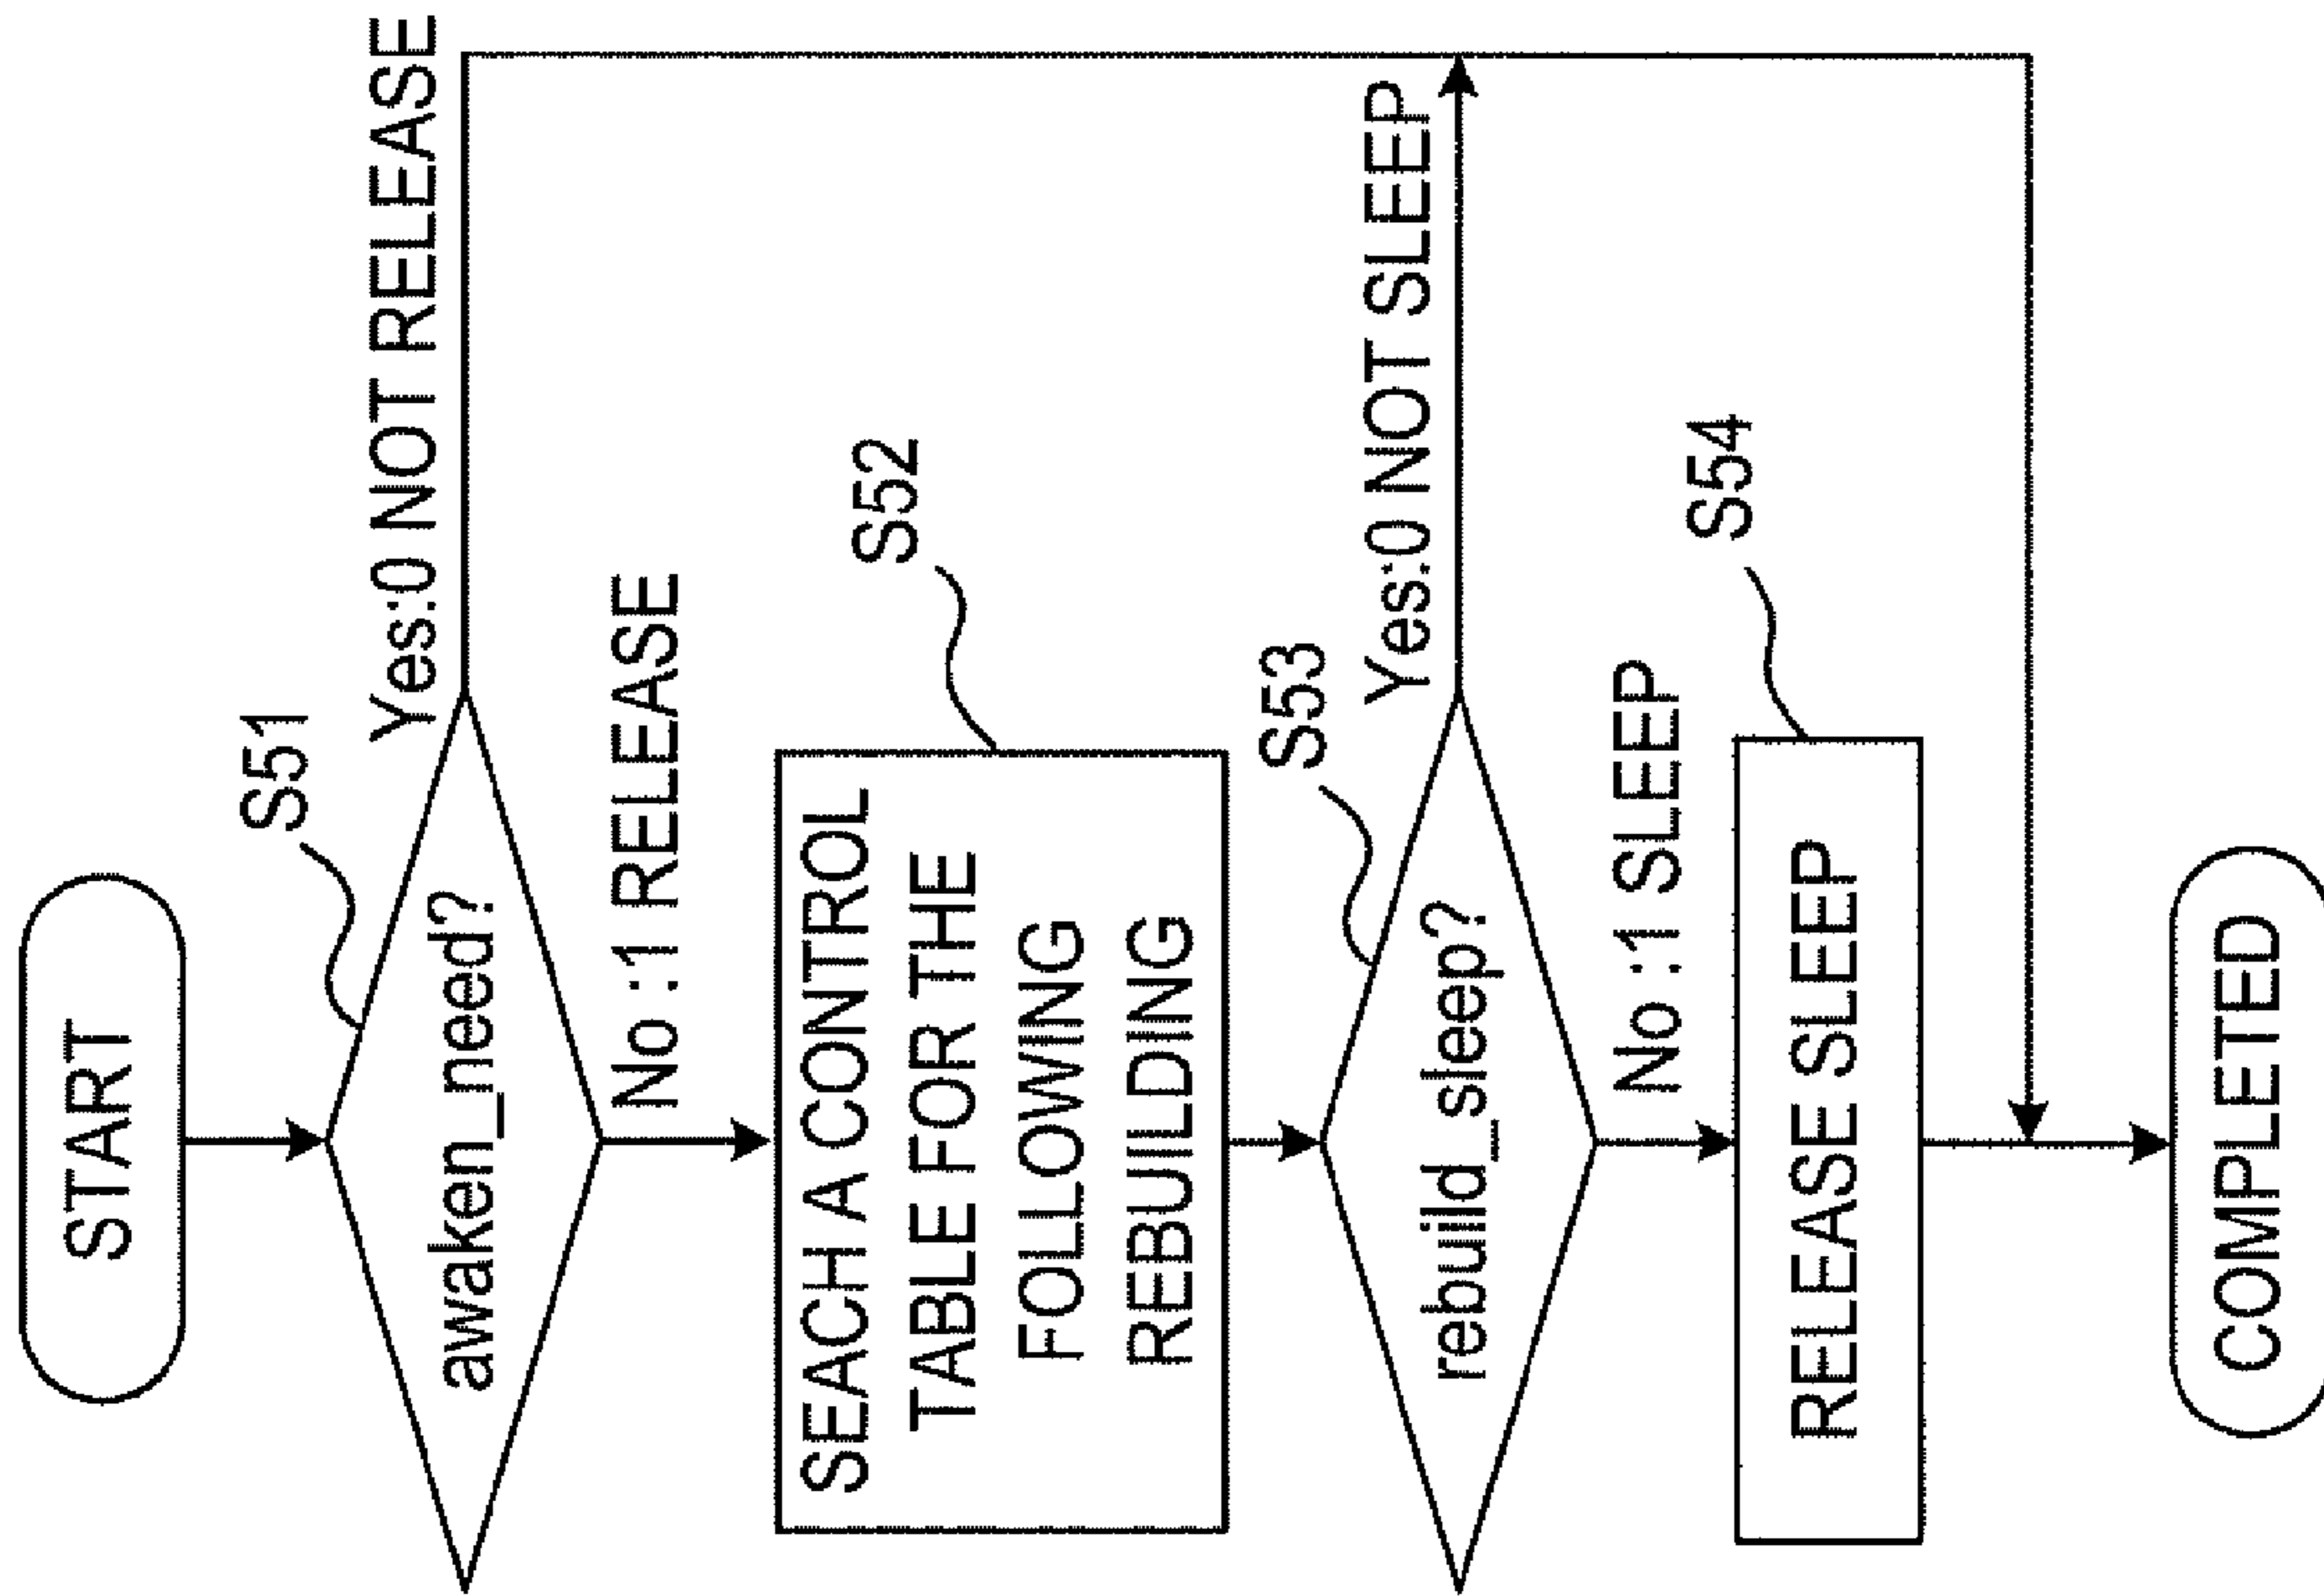 START
S51
awaken_need?
Yes:0 NOT RELEASE
No :1 RELEASE
S52
SEACH A CONTROL
TABLE FOR THE
FOLLOWING
REBUILDING
S53
rebuild_sleep?
Yes:0 NOT SLEEP
No :1 SLEEP
S54
RELEASE SLEEP
COMPLETED